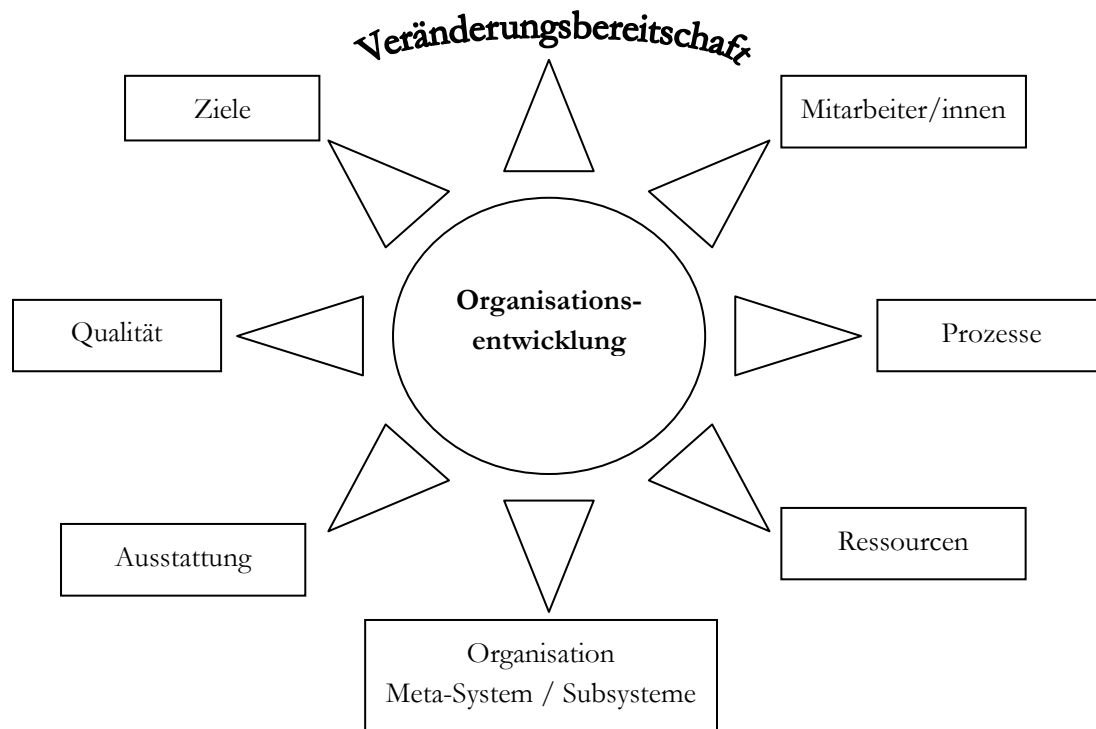 Veränderungsbereitschaft
Ziele
Mitarbeiter/innen
Organisations-
entwicklung
Qualität
Prozesse
Ausstattung
Ressourcen
Organisation
Meta-System / Subsysteme